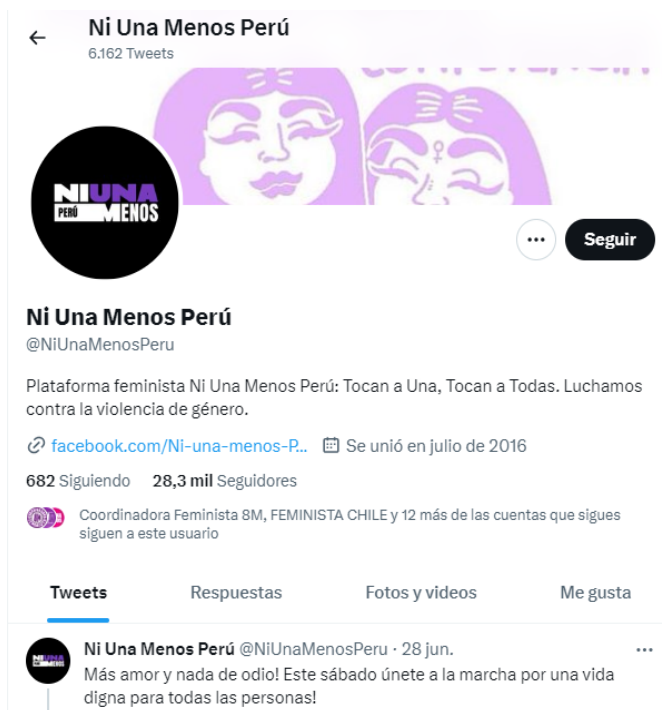 Ni Una Menos Perú
6.162 Tweets
NIUNA
PERÚ MENOS
Seguir
Ni Una Menos Perú
@NiUnaMenosPeru
Plataforma feminista Ni Una Menos Perú: Tocan a Una, Tocan a Todas. Luchamos
contra la violencia de género.
facebook.com/Ni-una-menos-P... Se unió en julio de 2016
682 Siguiendo 28,3 mil Seguidores
Coordinadora Feminista 8M, FEMINISTA CHILE y 12 más de las cuentas que sigues
siguen a este usuario
Tweets Respuestas Fotos y videos Me gusta
NIUNA
MENOS
Ni Una Menos Perú @NiUnaMenosPeru · 28 jun.
Más amor y nada de odio! Este sábado únete a la marcha por una vida
digna para todas las personas!